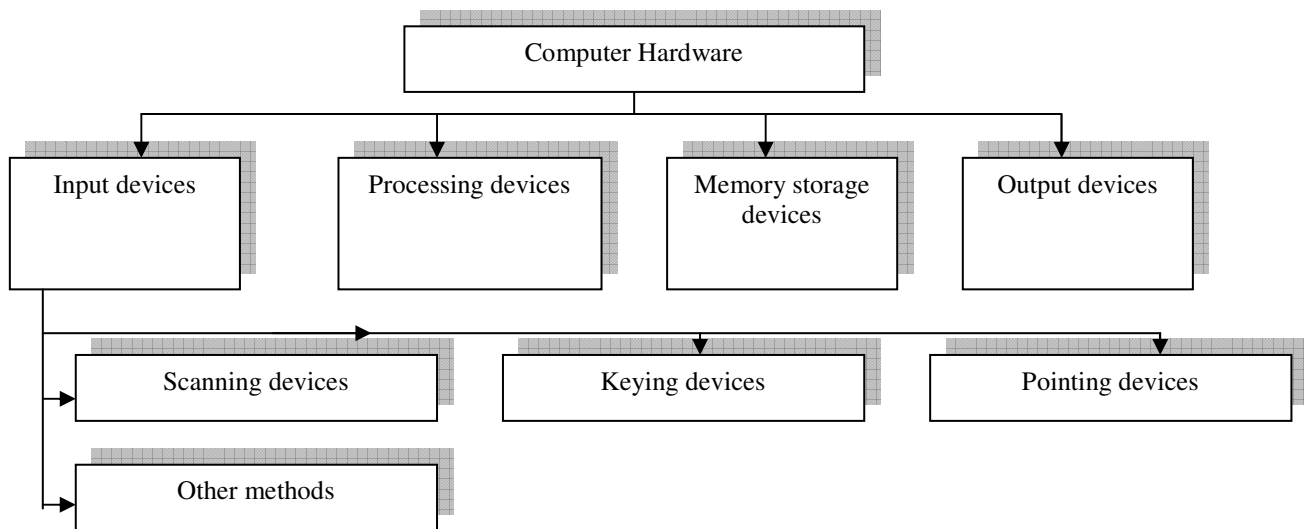 Computer Hardware
Input devices
Processing devices
Memory storage
devices
Output devices
Scanning devices
Keying devices
Pointing devices
Other methods